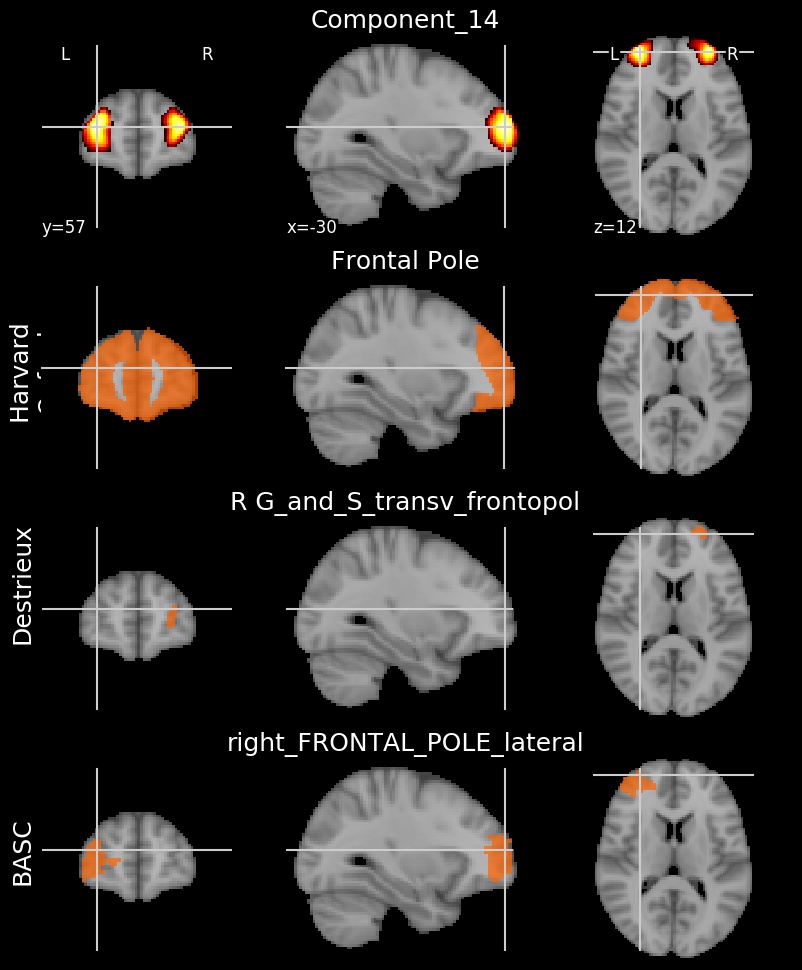 Component_14
L R L R
y=57 x=-30 z=12
Frontal Pole
Harvard
R G_and_S_transv_frontopol
Destrieux
right_FRONTAL_POLE_lateral
BASC